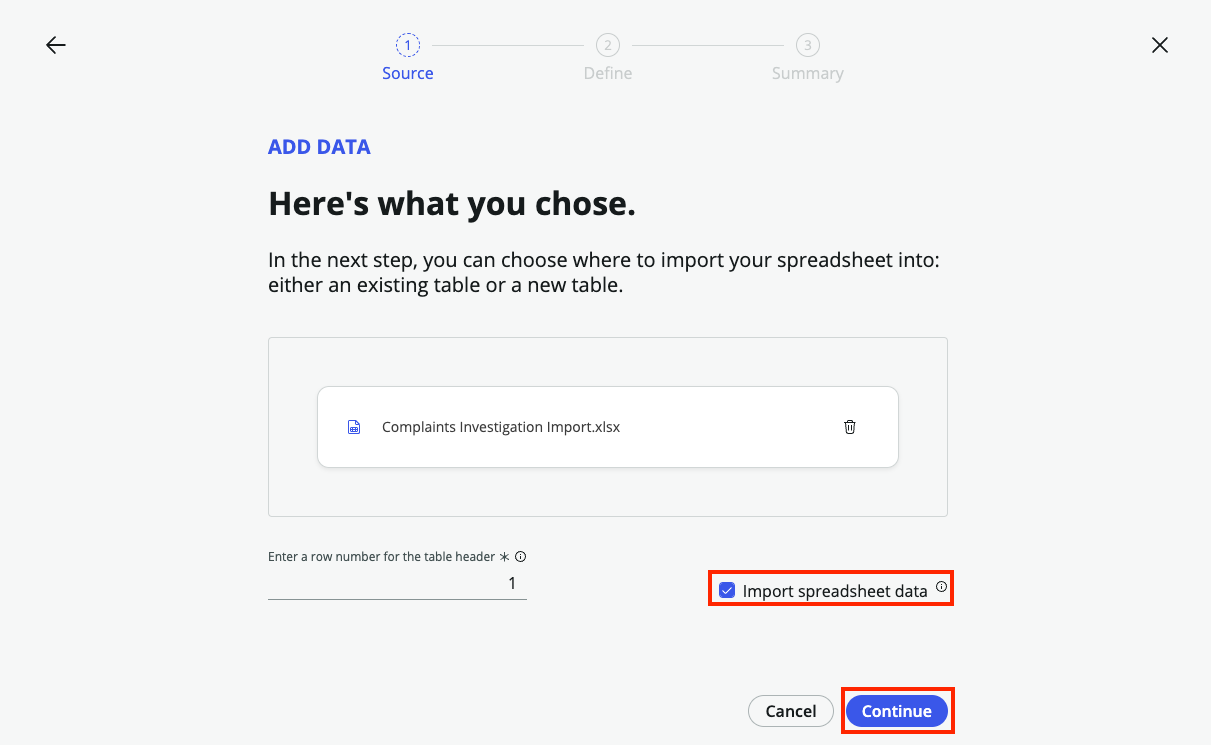 1
2
3
Source
Define
Summary
ADD DATA
Here's what you chose.
In the next step, you can choose where to import your spreadsheet into:
either an existing table or a new table.
Complaints Investigation Import.xlsx
Enter a row number for the table header *
1
Import spreadsheet data
Cancel
Continue